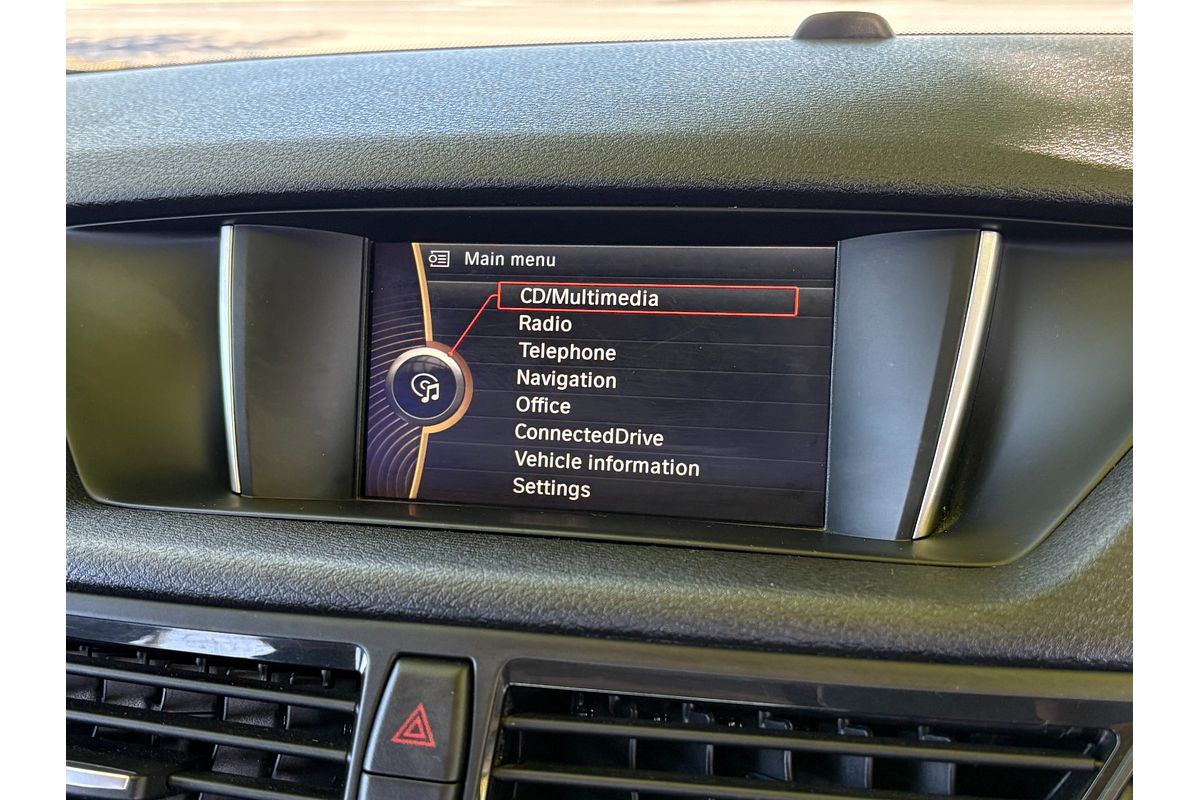 Main menu
CD/Multimedia
Radio
Telephone
Navigation
Office
ConnectedDrive
Vehicle information
Settings